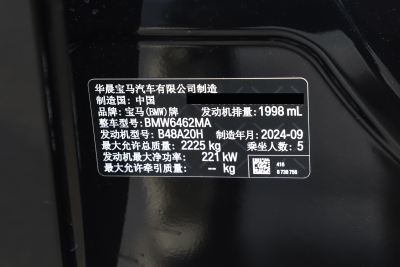 华晨宝马汽车有限公司制造
制造国: 中国
品牌: 宝马(BMW)牌 发动机排量: 1998 mL
整车型号: BMW6462MA
发动机型号: B48A20H 制造年月: 2024-09
最大允许总质量: 2225 kg 乘坐人数: 5
发动机最大净功率: 221 kW
最大允许牵引质量: -- kg
416
6 738 756